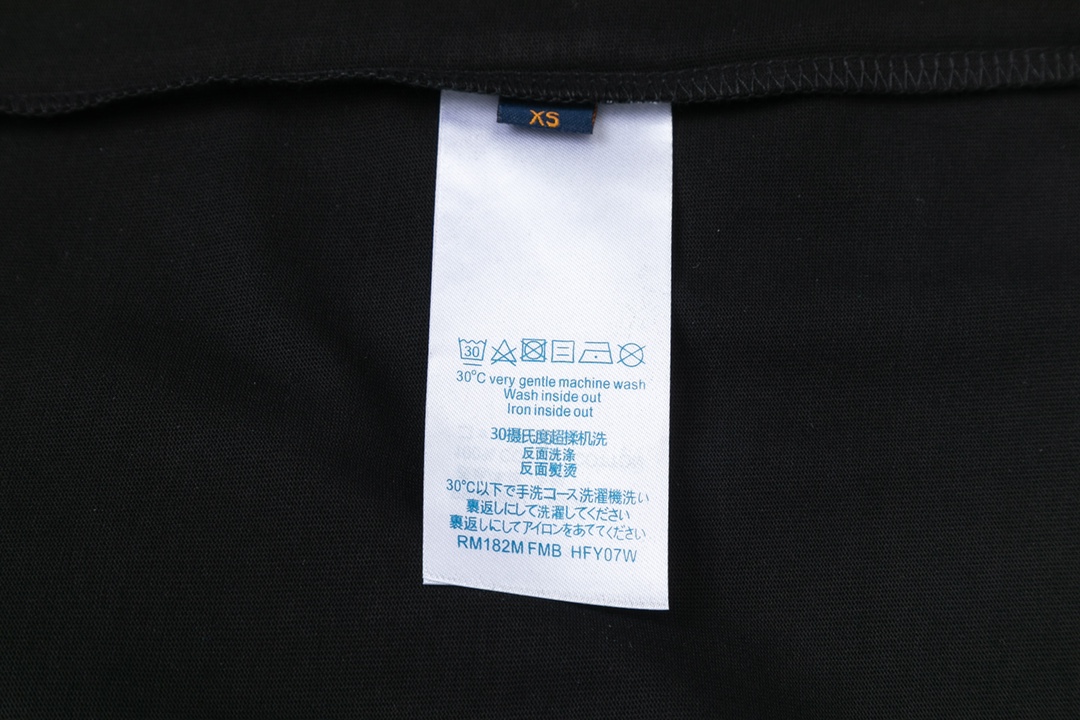 XS
30
30°C very gentle machine wash
Wash inside out
Iron inside out
30摄氏度超揉机洗
反面洗涤
反面熨烫
30℃以下で手洗コース洗濯機洗い
裏返しにして洗濯してください
裏返しにしてアイロンをあててください
RM182M FMB HFY07W